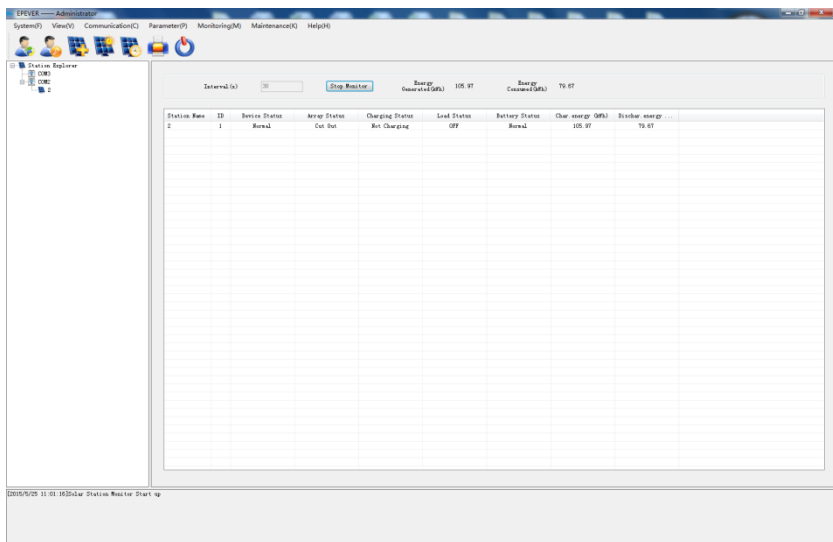 EPEVER —— Administrator
System(F) View(V) Communication(C) Parameter(P) Monitoring(M) Maintenance(K) Help(H)
Station Explorer
COM3
COM2
2
Interval(s) 30 Stop Monitor Energy Generated(kWh) 105.97 Energy Consumed(kWh) 79.67
Station Name ID Device Status Array Status Charging Status Load Status Battery Status Char.energy (kWh) Dischar.energy ...
2 1 Normal Cut Out Not Charging OFF Normal 105.97 79.67
[2015/5/25 11:01:16]Solar Station Monitor Start up